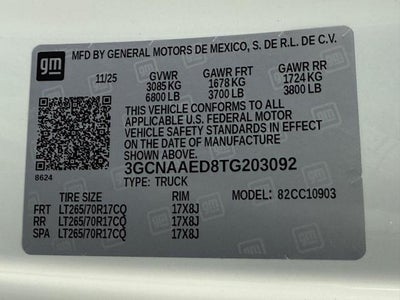 gm MFD BY GENERAL MOTORS DE MEXICO, S. DE R.L. DE C.V.
11/25 GVWR GAWR FRT GAWR RR
3085 KG 1678 KG 1724 KG
6800 LB 3700 LB 3800 LB
THIS VEHICLE CONFORMS TO ALL
APPLICABLE U.S. FEDERAL MOTOR
VEHICLE SAFETY STANDARDS IN EFFECT
ON THE DATE OF MANUFACTURE
SHOWN ABOVE.
8624 3GCNAAED8TG203092
TYPE: TRUCK
TIRE SIZE RIM MODEL: 82CC10903
FRT LT265/70R17CQ 17X8J
RR LT265/70R17CQ 17X8J
SPA LT265/70R17CQ 17X8J